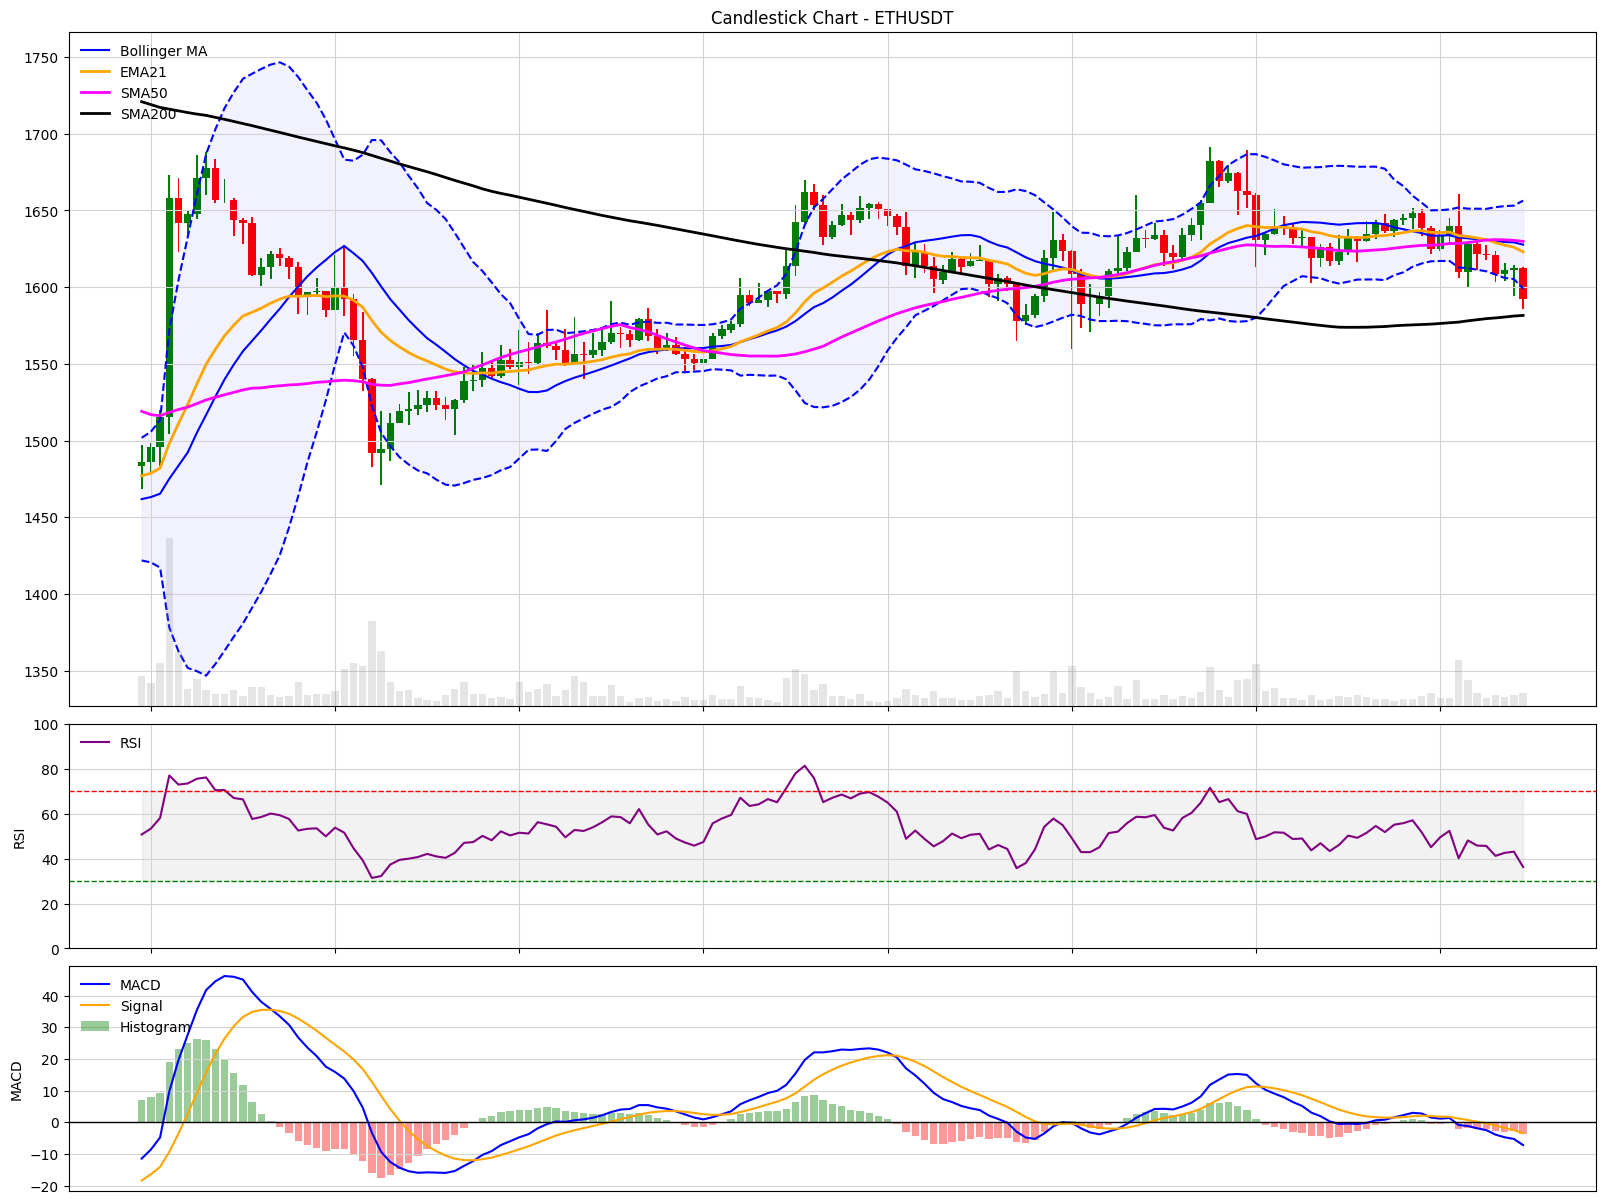 Candlestick Chart - ETHUSDT
Bollinger MA
EMA21
SMA50
SMA200
1750
1700
1650
1600
1550
1500
1450
1400
1350
RSI
RSI
100
80
60
40
20
0
MACD
Signal
Histogram
MACD
40
30
20
10
0
−10
−20